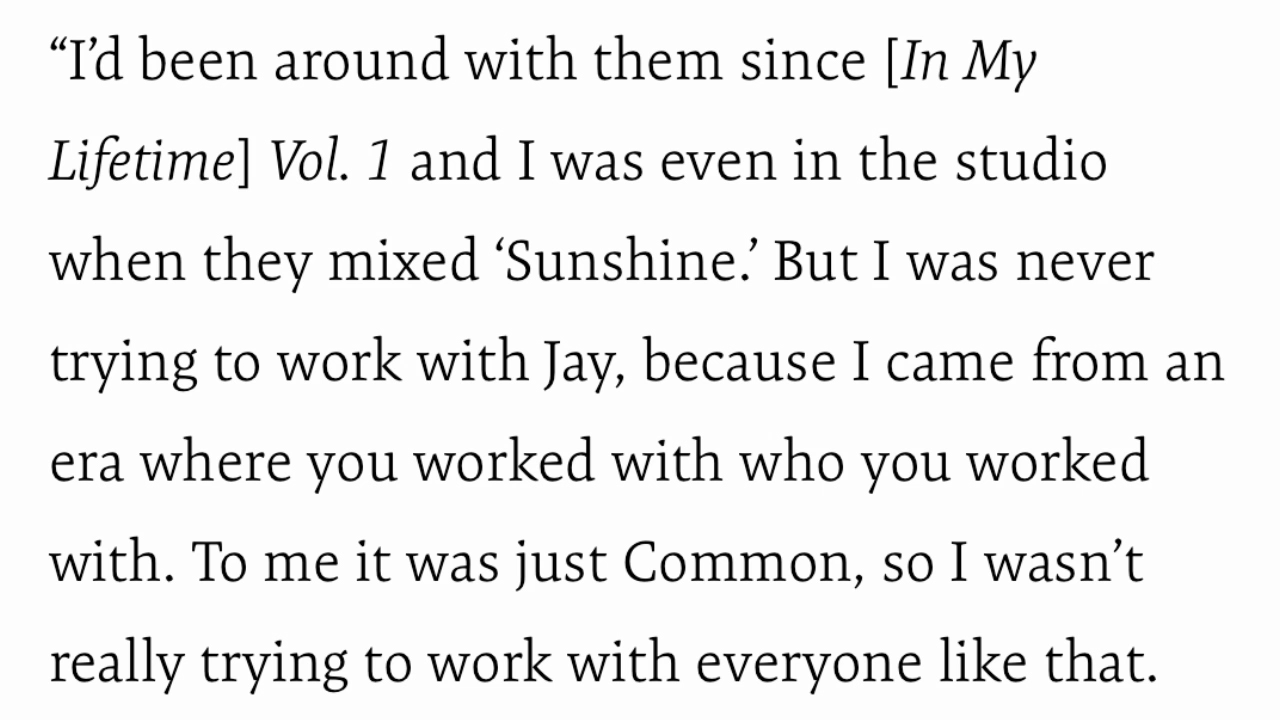 “I’d been around with them since [In My
Lifetime] Vol. 1 and I was even in the studio
when they mixed ‘Sunshine.’ But I was never
trying to work with Jay, because I came from an
era where you worked with who you worked
with. To me it was just Common, so I wasn’t
really trying to work with everyone like that.